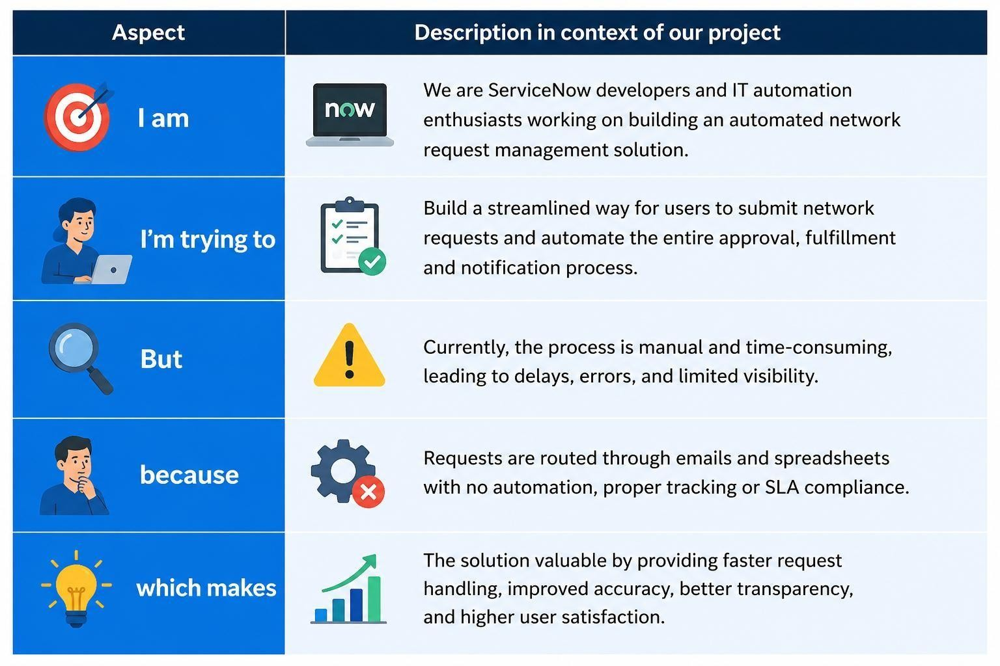 Aspect
Description in context of our project
I am
now
We are ServiceNow developers and IT automation
enthusiasts working on building an automated network
request management solution.
I’m trying to
Build a streamlined way for users to submit network
requests and automate the entire approval, fulfillment
and notification process.
But
Currently, the process is manual and time-consuming,
leading to delays, errors, and limited visibility.
because
Requests are routed through emails and spreadsheets
with no automation, proper tracking or SLA compliance.
which makes
The solution valuable by providing faster request
handling, improved accuracy, better transparency,
and higher user satisfaction.